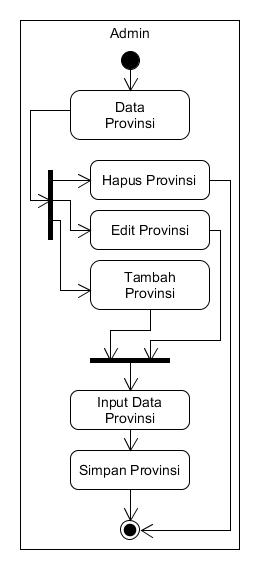 Admin
Data
Provinsi
Hapus Provinsi
Edit Provinsi
Tambah
Provinsi
Input Data
Provinsi
Simpan Provinsi